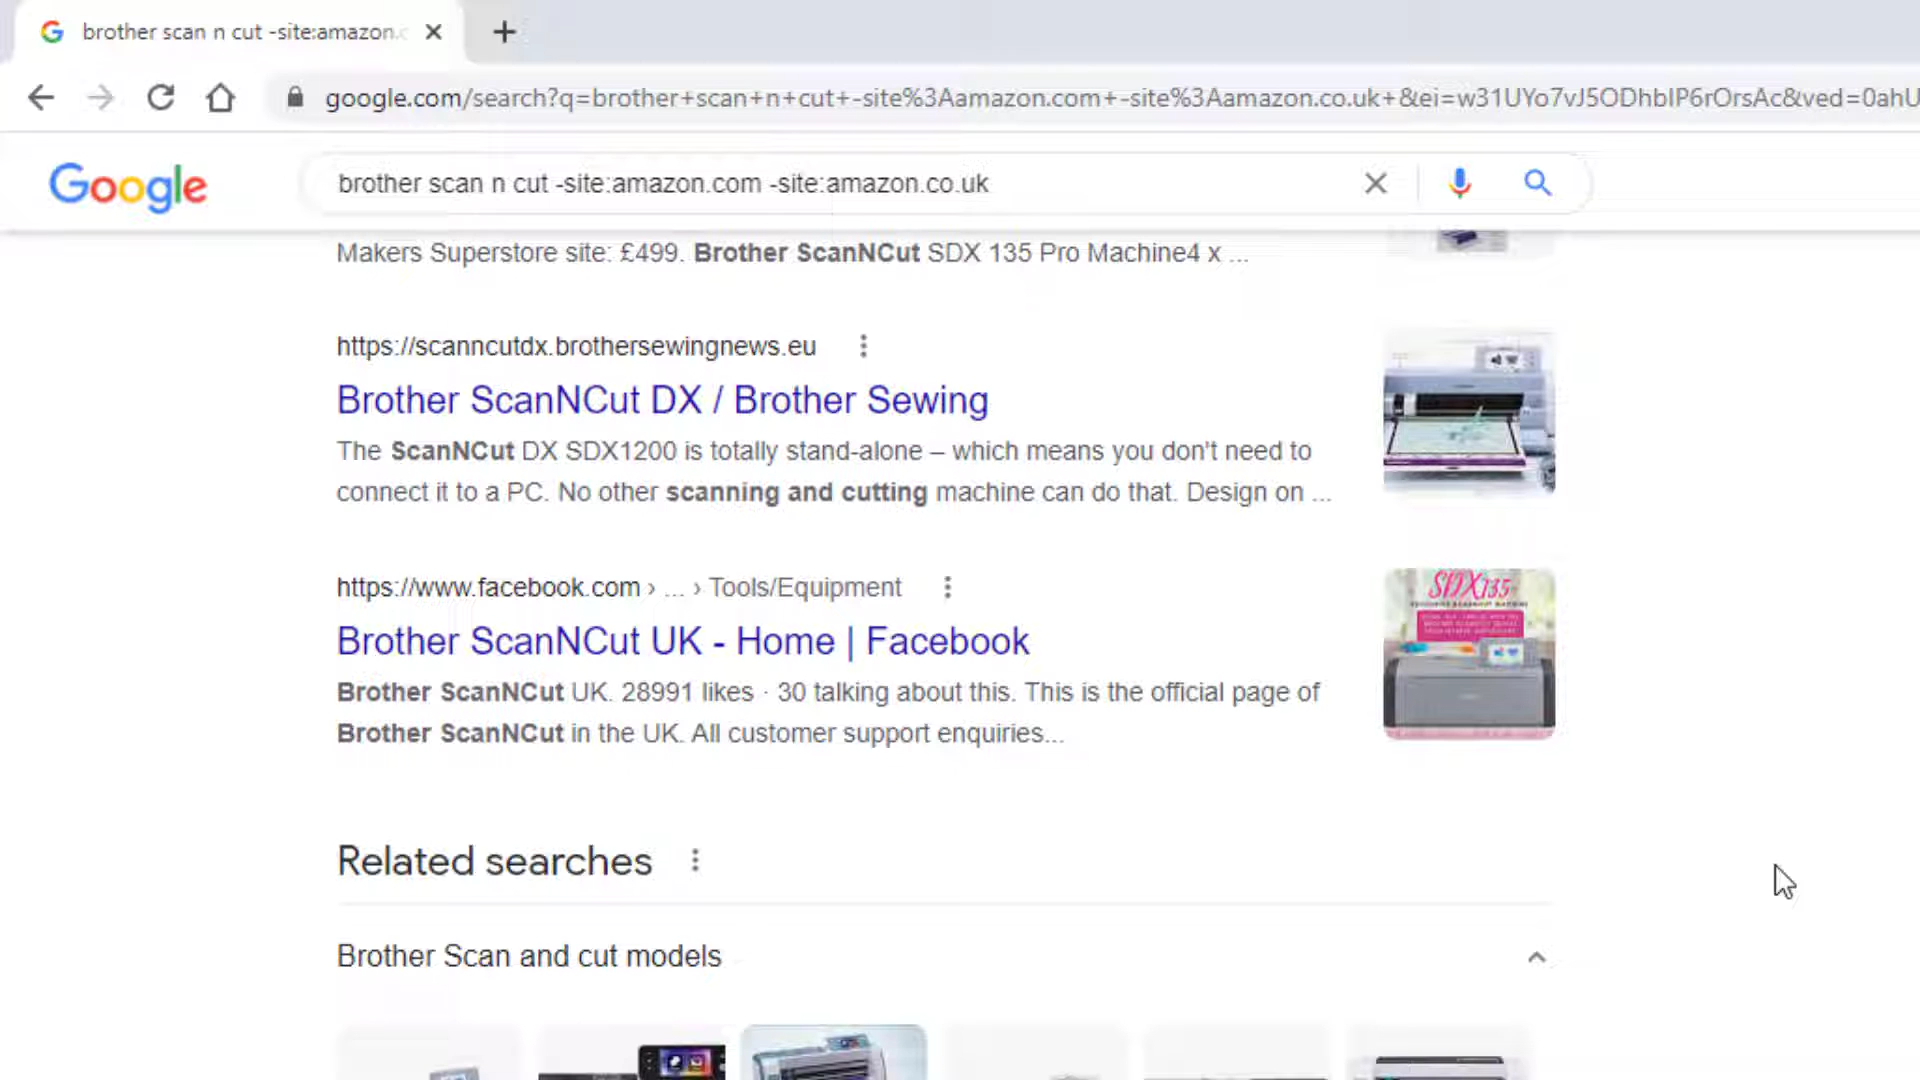 brother scan n cut -site:amazon.c
google.com/search?q=brother+scan+n+cut+-site%3Aamazon.com+-site%3Aamazon.co.uk+&ei=w31UYo7vJ5ODhbIP6rOrsAc&ved=0ahU
Google
brother scan n cut -site:amazon.com -site:amazon.co.uk
Makers Superstore site: £499. Brother ScanNCut SDX 135 Pro Machine4 x ...
https://scanncutdx.brothersewingnews.eu
Brother ScanNCut DX / Brother Sewing
The ScanNCut DX SDX1200 is totally stand-alone – which means you don't need to
connect it to a PC. No other scanning and cutting machine can do that. Design on ...
https://www.facebook.com › ... › Tools/Equipment
Brother ScanNCut UK - Home | Facebook
Brother ScanNCut UK. 28991 likes · 30 talking about this. This is the official page of
Brother ScanNCut in the UK. All customer support enquiries...
SDX135
Related searches
Brother Scan and cut models